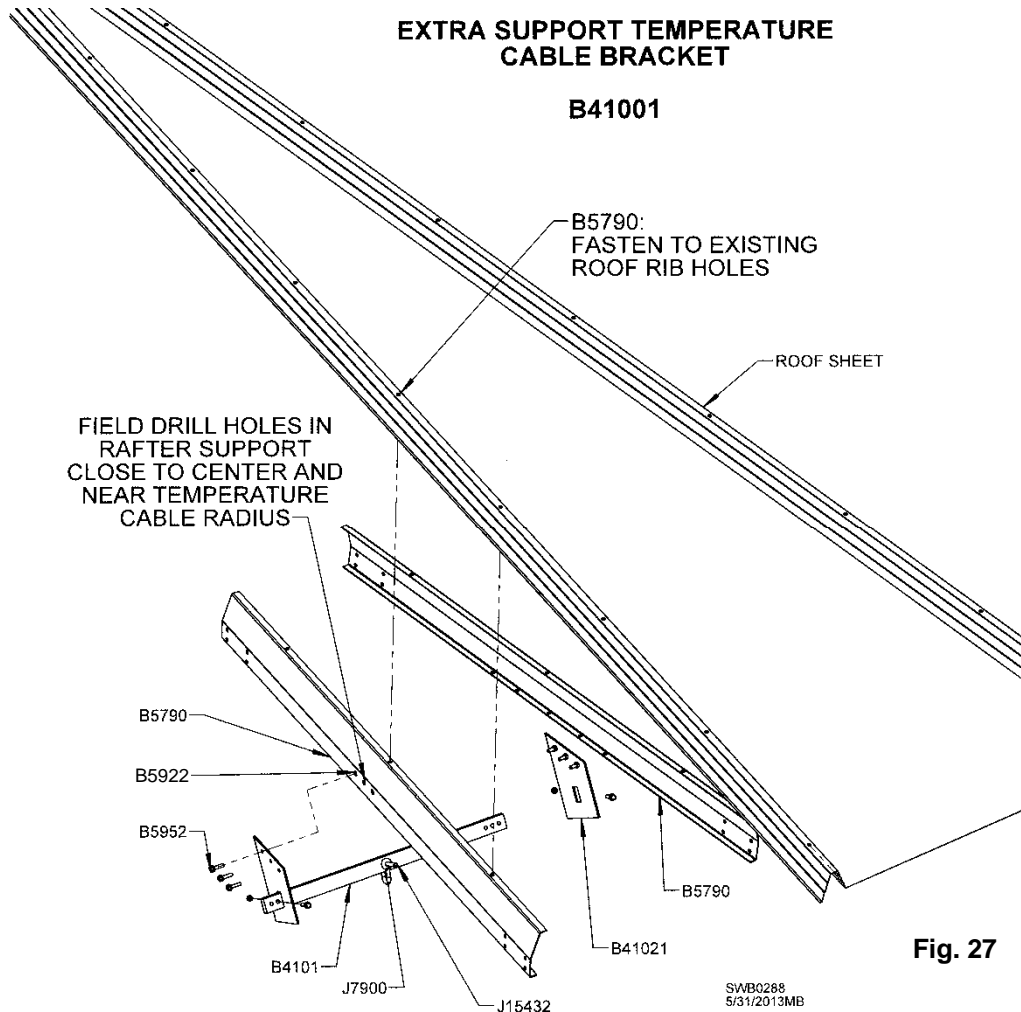 EXTRA SUPPORT TEMPERATURE
CABLE BRACKET
B41001
B5790:
FASTEN TO EXISTING
ROOF RIB HOLES
ROOF SHEET
FIELD DRILL HOLES IN
RAFTER SUPPORT
CLOSE TO CENTER AND
NEAR TEMPERATURE
CABLE RADIUS
B5790
B5922
B5952
B4101
J7900
J15432
B41021
B5790
Fig. 27
SWB0288
5/31/2013MB